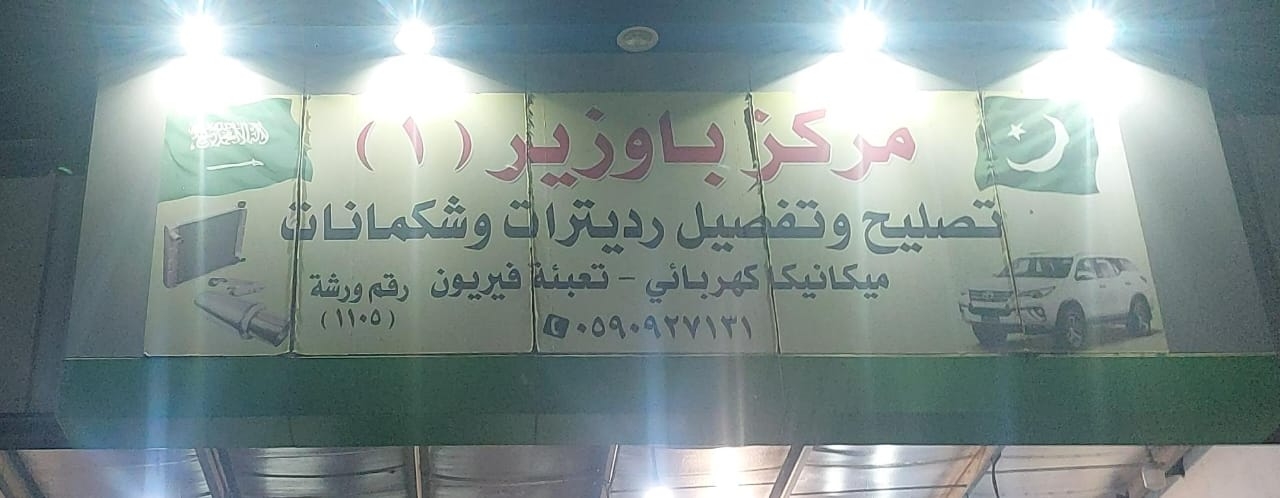 مركز باوزير (١)
تصليح وتفصيل رديترات وشكمانات
ميكانيكا كهربائي - تعبئة فيريون
٠٥٩٠٩٢٧١٣١
رقم ورشة
(١١٠٥)